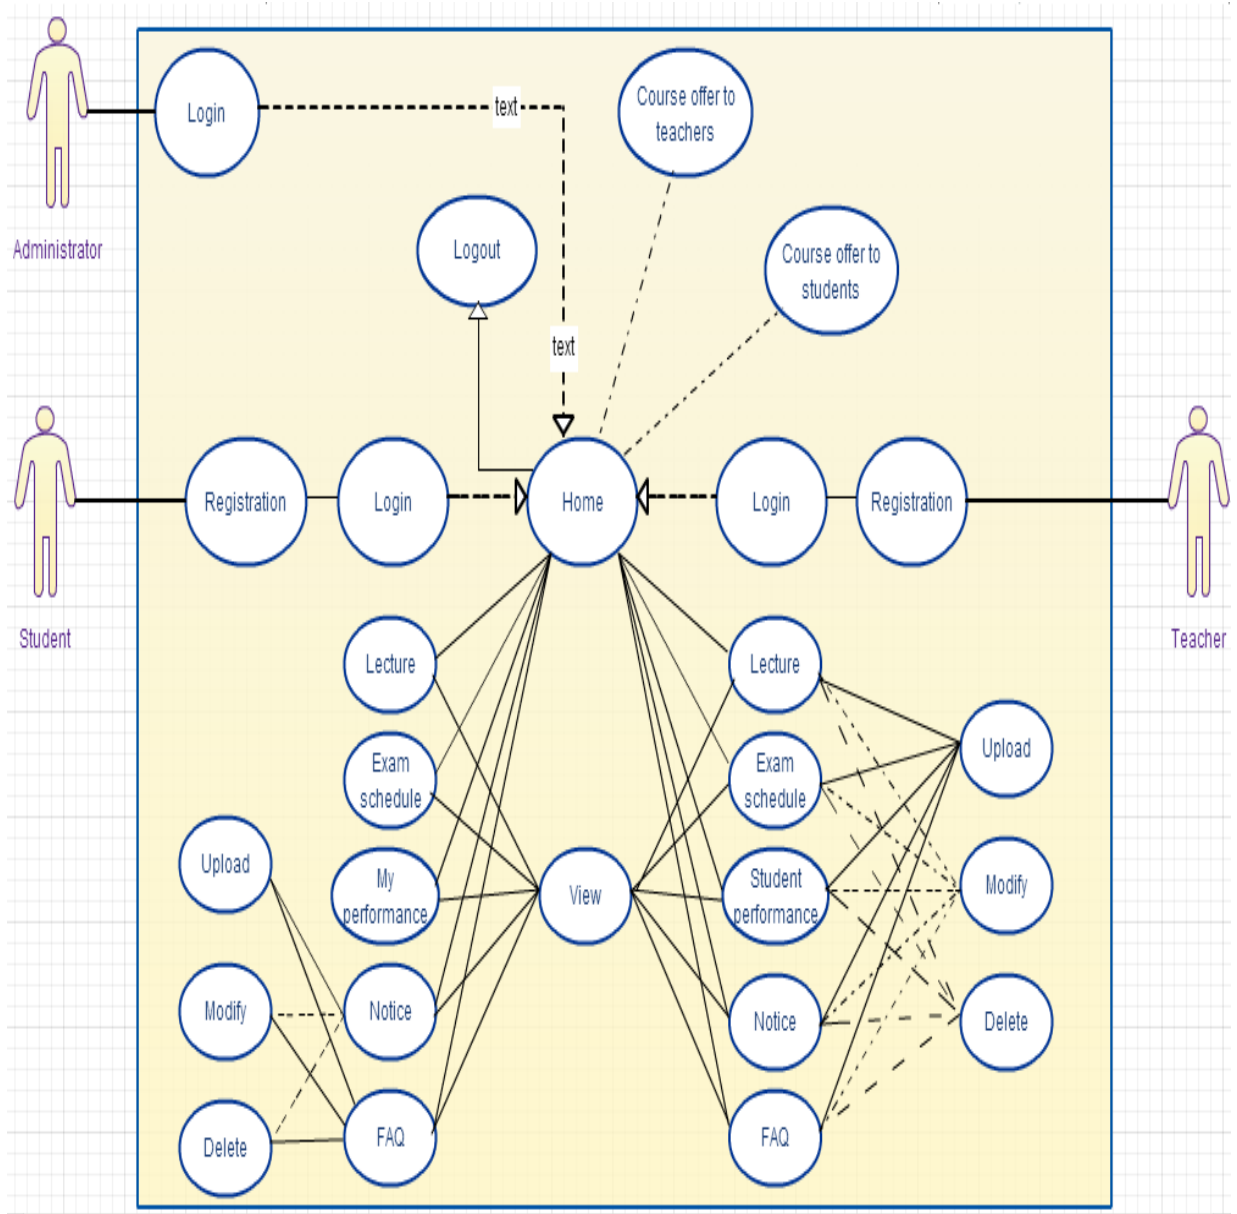 Login
text
Course offer to
teachers
Administrator
Logout
Course offer to
students
text
Registration
Login
Home
Login
Registration
Student
Teacher
Lecture
Lecture
Exam
schedule
Exam
schedule
Upload
Upload
My
performance
View
Student
performance
Modify
Modify
Notice
Notice
Delete
Delete
FAQ
FAQ